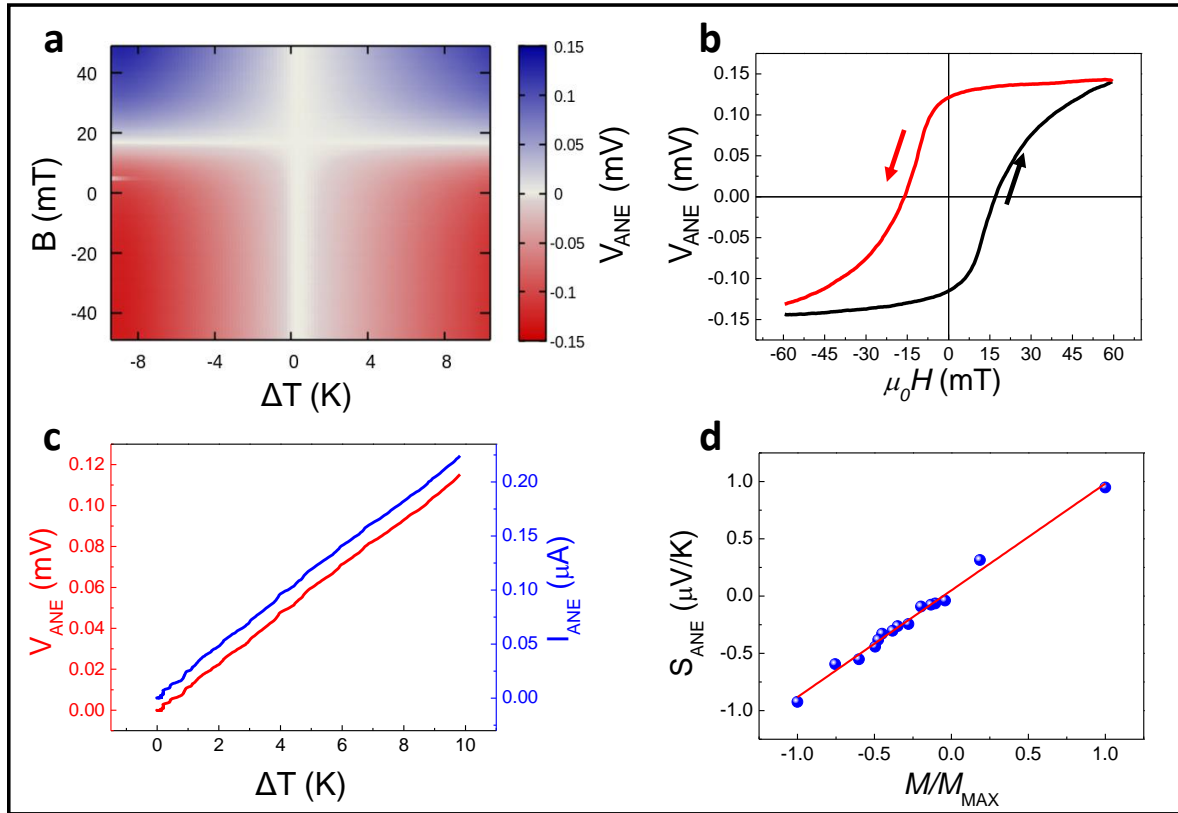 a
40
20
0
-20
-40
-8
-4
0
4
8
B (mT)
ΔT (K)
0.15
0.1
0.05
0
-0.05
-0.1
-0.15
V_ANE (mV)
b
0.15
0.10
0.05
0.00
-0.05
-0.10
-0.15
-60 -45 -30 -15 0 15 30 45 60
V_ANE (mV)
μ₀H (mT)
c
0.12
0.10
0.08
0.06
0.04
0.02
0.00
V_ANE (mV)
0 2 4 6 8 10
ΔT (K)
0.20
0.15
0.10
0.05
0.00
I_ANE (μA)
d
1.0
0.5
0.0
-0.5
-1.0
S_ANE (μV/K)
-1.0 -0.5 0.0 0.5 1.0
M/M_MAX